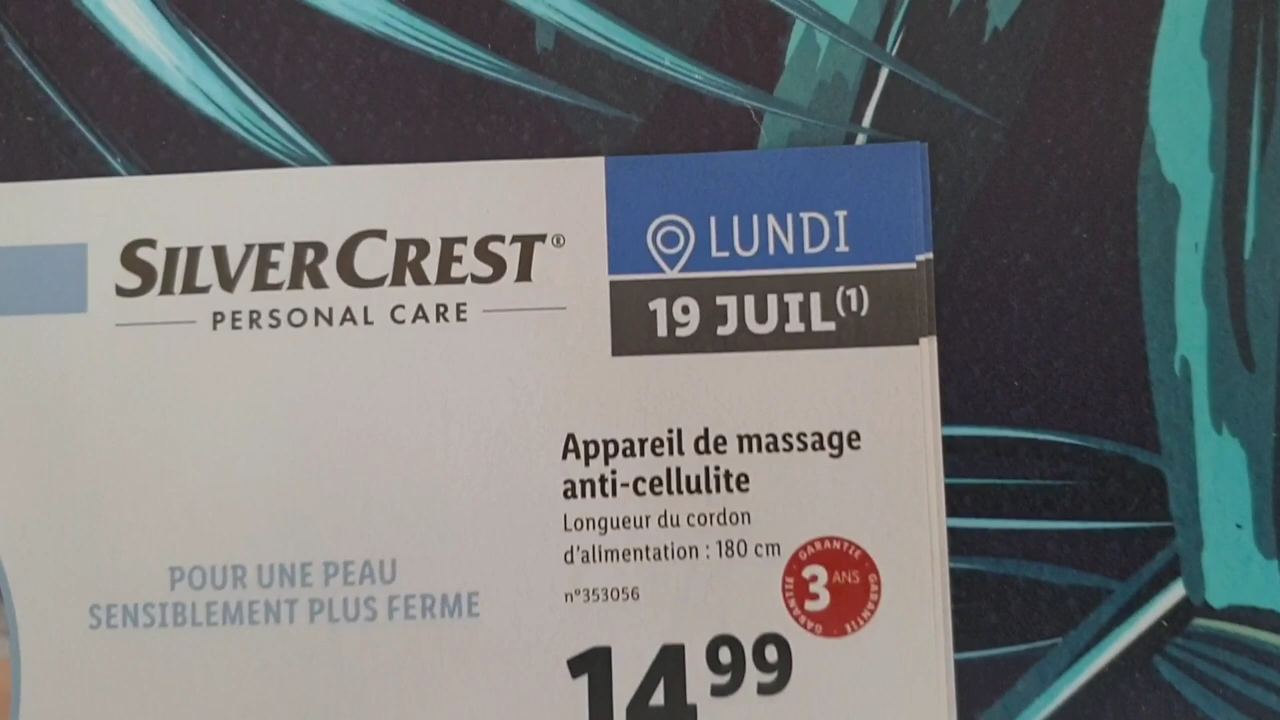 SILVERCREST®
PERSONAL CARE
LUNDI
19 JUIL(1)
Appareil de massage
anti-cellulite
Longueur du cordon
d'alimentation : 180 cm
n°353056
GARANTIE · GARANTIE · GARANTIE ·
3 ANS
POUR UNE PEAU
SENSIBLEMENT PLUS FERME
14 99